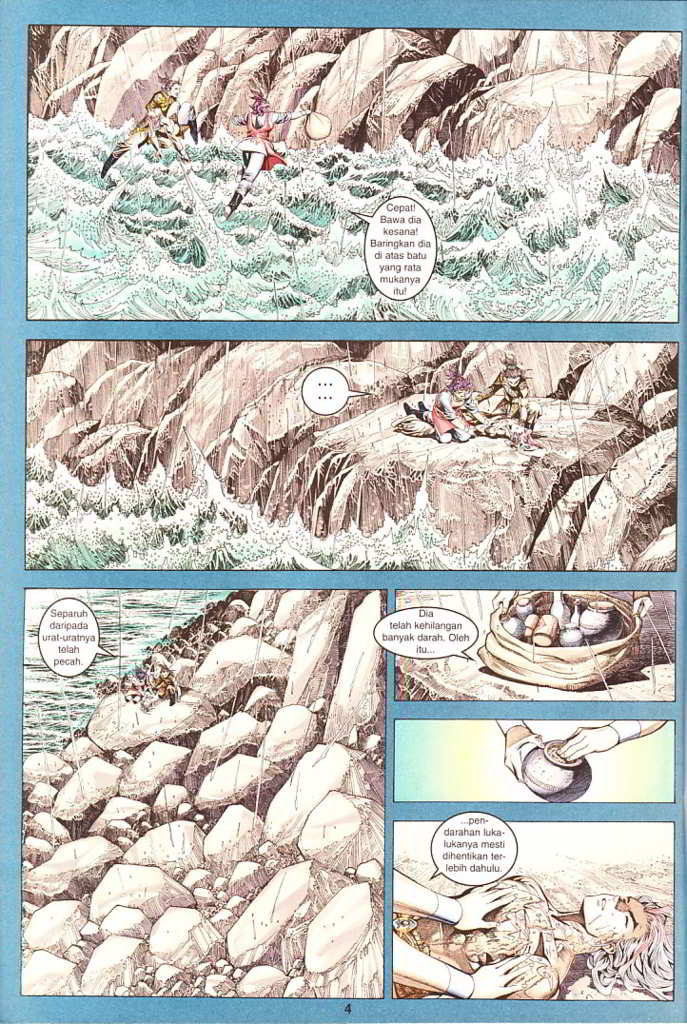 Cepat!
Bawa dia
kesana!
Baringkan dia
di atas batu
yang rata
mukanya
itu!
...
...
Separuh
daripada
urat-uratnya
telah
pecah.
Dia
telah kehilangan
banyak darah. Oleh
itu...
...pen-
darahan luka-
lukanya mesti
dihentikan ter-
lebih dahulu.
4